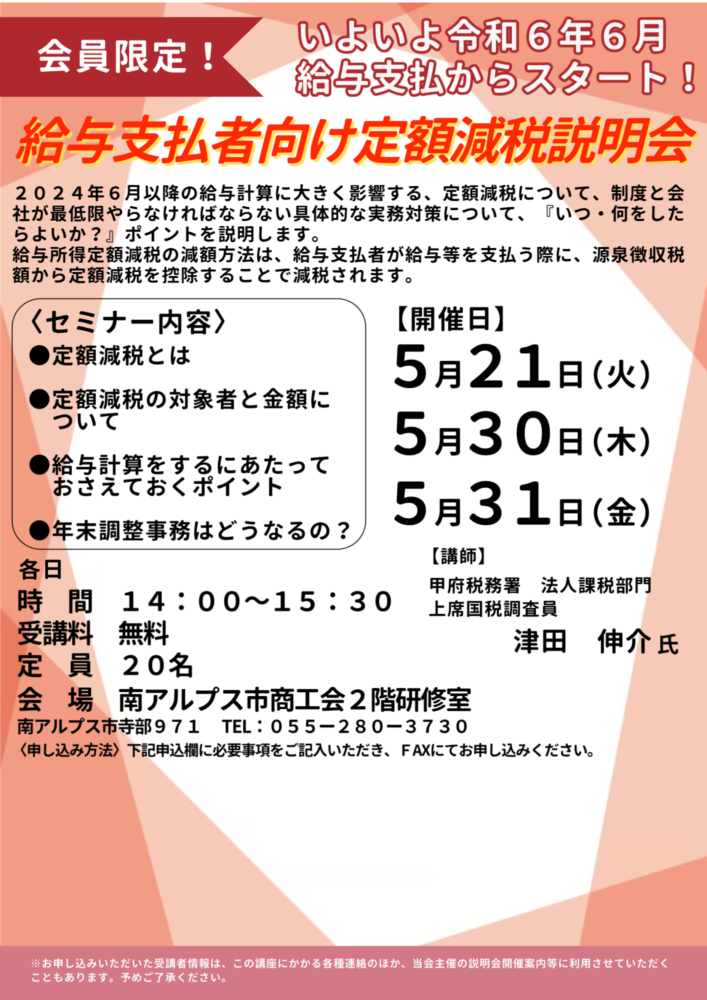 会員限定！
いよいよ令和６年６月
給与支払からスタート！
給与支払者向け定額減税説明会
２０２４年６月以降の給与計算に大きく影響する、定額減税について、制度と会
社が最低限やらなければならない具体的な実務対策について、『いつ・何をした
らよいか？』ポイントを説明します。
給与所得定額減税の減額方法は、給与支払者が給与等を支払う際に、源泉徴収税
額から定額減税を控除することで減税されます。
〈セミナー内容〉
●定額減税とは
●定額減税の対象者と金額に
ついて
●給与計算をするにあたって
おさえておくポイント
●年末調整事務はどうなるの？
【開催日】
５月２１日（火）
５月３０日（木）
５月３１日（金）
【講師】
甲府税務署　法人課税部門
上席国税調査員
津田　伸介氏
各日
時　間　１４：００～１５：３０
受講料　無料
定　員　２０名
会　場　南アルプス市商工会２階研修室
南アルプス市寺部９７１　TEL：０５５ー２８０ー３７３０
〈申し込み方法〉下記申込欄に必要事項をご記入いただき、ＦAXにてお申し込みください。
※お申し込みいただいた受講者情報は、この講座にかかる各種連絡のほか、当会主催の説明会開催案内等に利用させていただく
こともあります。予めご了承ください。